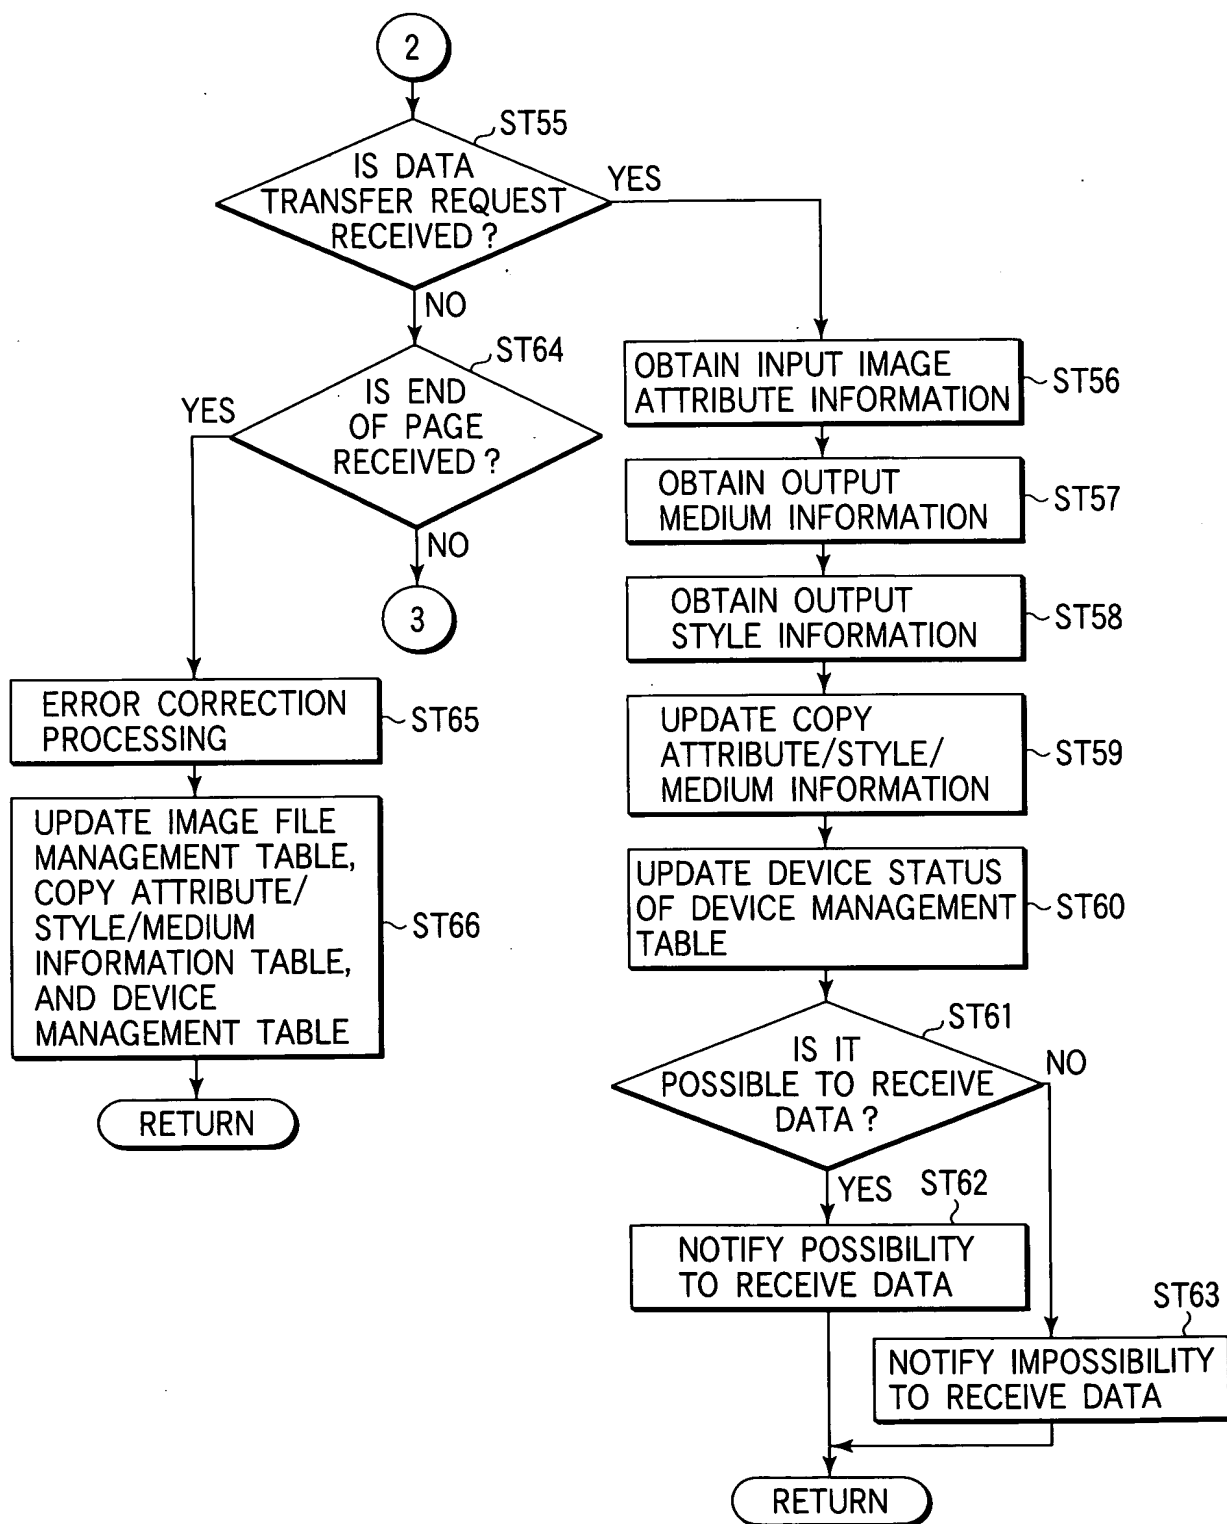 2
ST55
IS DATA
TRANSFER REQUEST
RECEIVED?
YES
NO
ST64
IS END
OF PAGE
RECEIVED?
YES
NO
3
ERROR CORRECTION
PROCESSING
ST65
UPDATE IMAGE FILE
MANAGEMENT TABLE,
COPY ATTRIBUTE/
STYLE/MEDIUM
INFORMATION TABLE,
AND DEVICE
MANAGEMENT TABLE
ST66
RETURN
OBTAIN INPUT IMAGE
ATTRIBUTE INFORMATION
ST56
OBTAIN OUTPUT
MEDIUM INFORMATION
ST57
OBTAIN OUTPUT
STYLE INFORMATION
ST58
UPDATE COPY
ATTRIBUTE/STYLE/
MEDIUM INFORMATION
ST59
UPDATE DEVICE STATUS
OF DEVICE MANAGEMENT
TABLE
ST60
ST61
IS IT
POSSIBLE TO RECEIVE
DATA?
NO
YES
ST62
NOTIFY POSSIBILITY
TO RECEIVE DATA
ST63
NOTIFY IMPOSSIBILITY
TO RECEIVE DATA
RETURN